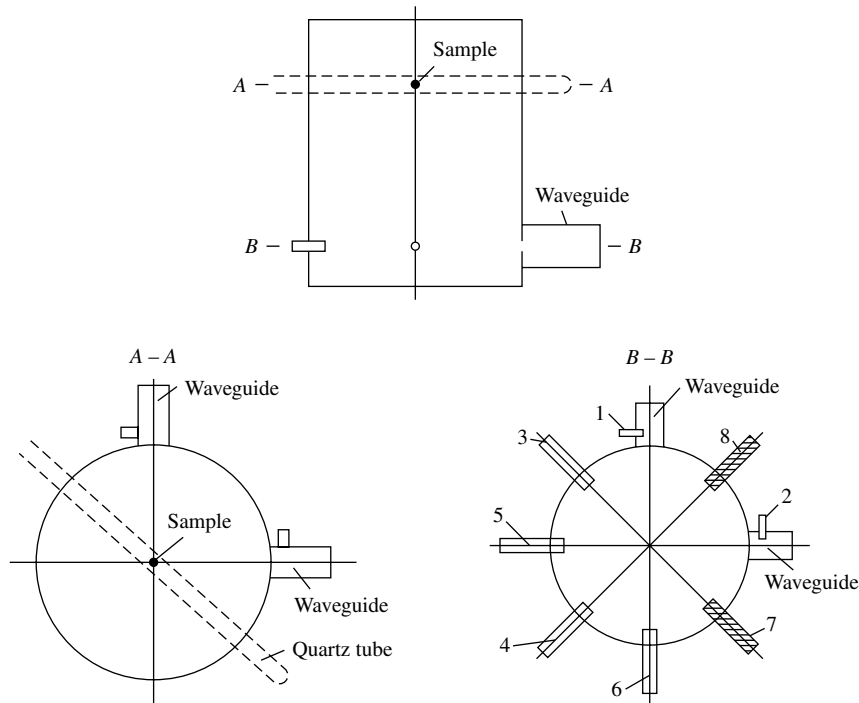 Sample
A – – A
Waveguide
B – – B
A – A
Waveguide
Sample
Waveguide
Quartz tube
B – B
Waveguide
1
3
8
2
5
Waveguide
4
7
6